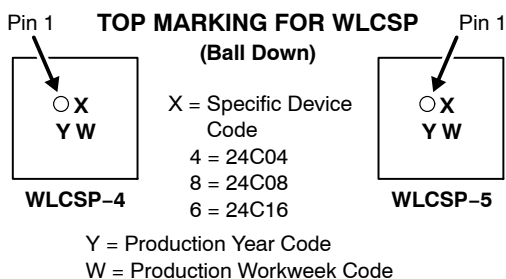 Pin 1 TOP MARKING FOR WLCSP Pin 1
(Ball Down)
X
Y W
WLCSP–4
X = Specific Device
Code
4 = 24C04
8 = 24C08
6 = 24C16
X
Y W
WLCSP–5
Y = Production Year Code
W = Production Workweek Code